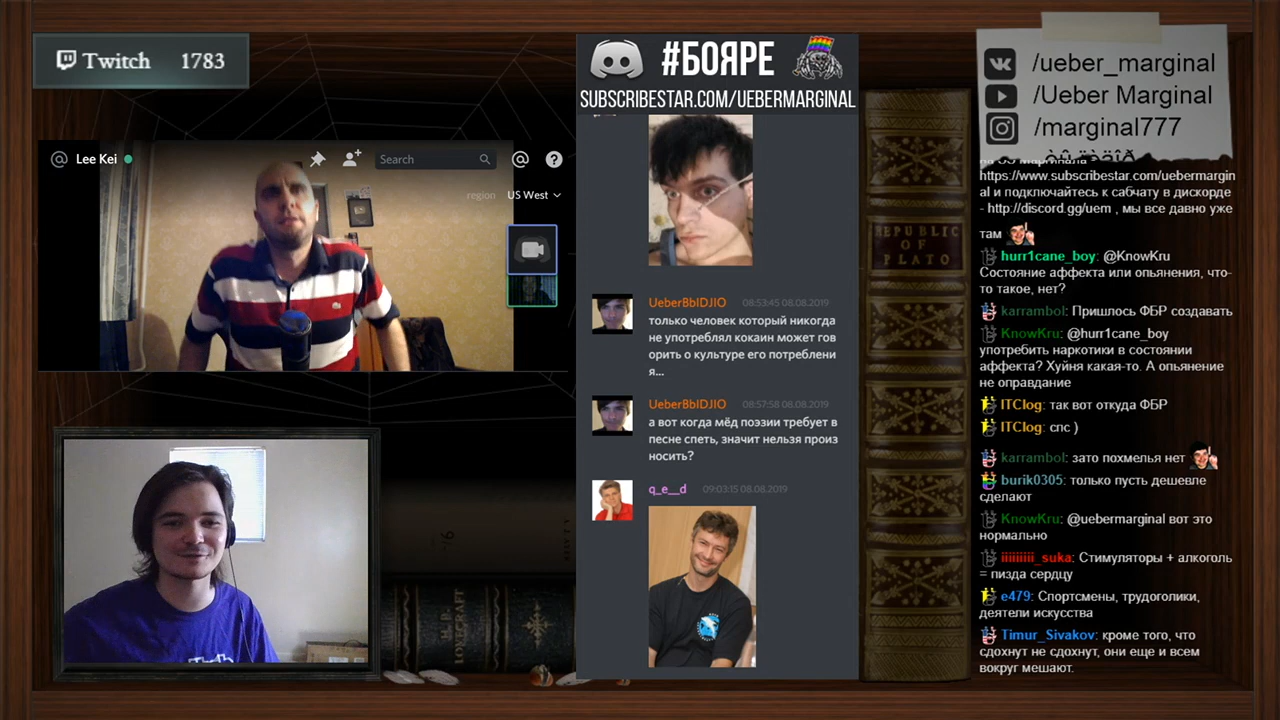 Twitch 1783
Lee Kei
Search
region US West
#БОЯРЕ
SUBSCRIBESTAR.COM/UEBERMARGINAL
UeberBbIDJIO 08:53:45 08.08.2019
только человек который никогда
не употреблял кокаин может гов
орить о культуре его потреблени
я...
UeberBbIDJIO 08:57:58 08.08.2019
а вот когда мёд поэзии требует в
песне спеть, значит нельзя произ
носить?
q_e__d 09:03:15 08.08.2019
REPUBLIC
OF
PLATO
H.P.
LOVECRAFT
/ueber_marginal
/Ueber Marginal
/marginal777
https://www.subscribestar.com/uebermargin
al и подключайтесь к сабчату в дискорде
- http://discord.gg/uem , мы все давно уже
там
hurr1cane_boy: @KnowKru
Состояние аффекта или опьянения, что-
то такое, нет?
karrambol: Пришлось ФБР создавать
KnowKru: @hurr1cane_boy
употребить наркотики в состоянии
аффекта? Хуйня какая-то. А опьянение
не оправдание
ITClog: так вот откуда ФБР
ITClog: спс )
karrambol: зато похмелья нет
burik0305: только пусть дешевле
сделают
KnowKru: @uebermarginal вот это
нормально
iiiiiiiii_suka: Стимуляторы + алкоголь
= пизда сердцу
e479: Спортсмены, трудоголики,
деятели искусства
Timur_Sivakov: кроме того, что
сдохнут не сдохнут, они еще и всем
вокруг мешают.